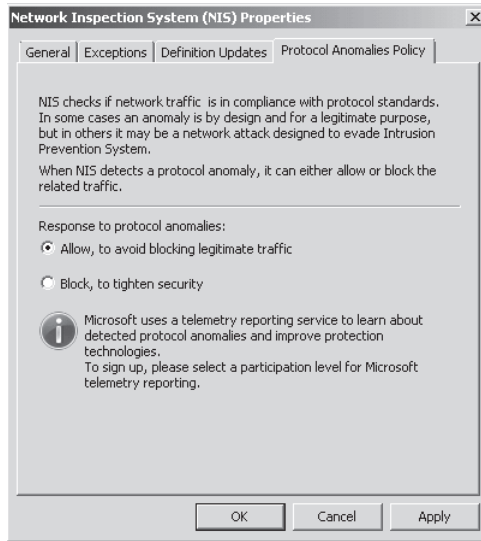 Network Inspection System (NIS) Properties
X
General
Exceptions
Definition Updates
Protocol Anomalies Policy
NIS checks if network traffic is in compliance with protocol standards.
In some cases an anomaly is by design and for a legitimate purpose,
but in others it may be a network attack designed to evade Intrusion
Prevention System.
When NIS detects a protocol anomaly, it can either allow or block the
related traffic.
Response to protocol anomalies:
Allow, to avoid blocking legitimate traffic
Block, to tighten security
i
Microsoft uses a telemetry reporting service to learn about
detected protocol anomalies and improve protection
technologies.
To sign up, please select a participation level for Microsoft
telemetry reporting.
OK
Cancel
Apply